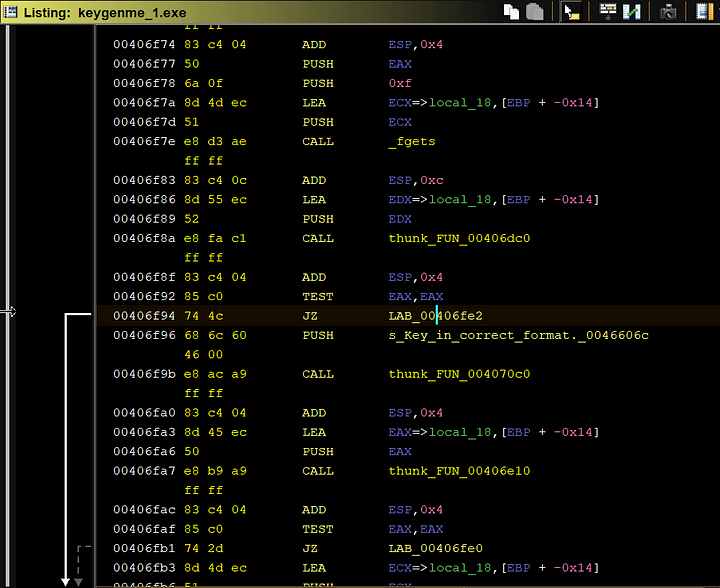 Listing: keygenme_1.exe
ff ff
00406f74 83 c4 04 ADD ESP,0x4
00406f77 50 PUSH EAX
00406f78 6a 0f PUSH 0xf
00406f7a 8d 4d ec LEA ECX=>local_18,[EBP + -0x14]
00406f7d 51 PUSH ECX
00406f7e e8 d3 ae CALL _fgets
ff ff
00406f83 83 c4 0c ADD ESP,0xc
00406f86 8d 55 ec LEA EDX=>local_18,[EBP + -0x14]
00406f89 52 PUSH EDX
00406f8a e8 fa c1 CALL thunk_FUN_00406dc0
ff ff
00406f8f 83 c4 04 ADD ESP,0x4
00406f92 85 c0 TEST EAX,EAX
00406f94 74 4c JZ LAB_00406fe2
00406f96 68 6c 60 PUSH s_Key_in_correct_format._0046606c
46 00
00406f9b e8 ac a9 CALL thunk_FUN_004070c0
ff ff
00406fa0 83 c4 04 ADD ESP,0x4
00406fa3 8d 45 ec LEA EAX=>local_18,[EBP + -0x14]
00406fa6 50 PUSH EAX
00406fa7 e8 b9 a9 CALL thunk_FUN_00406e10
ff ff
00406fac 83 c4 04 ADD ESP,0x4
00406faf 85 c0 TEST EAX,EAX
00406fb1 74 2d JZ LAB_00406fe0
00406fb3 8d 4d ec LEA ECX=>local_18,[EBP + -0x14]
00406fb6 51 PUSH ECX